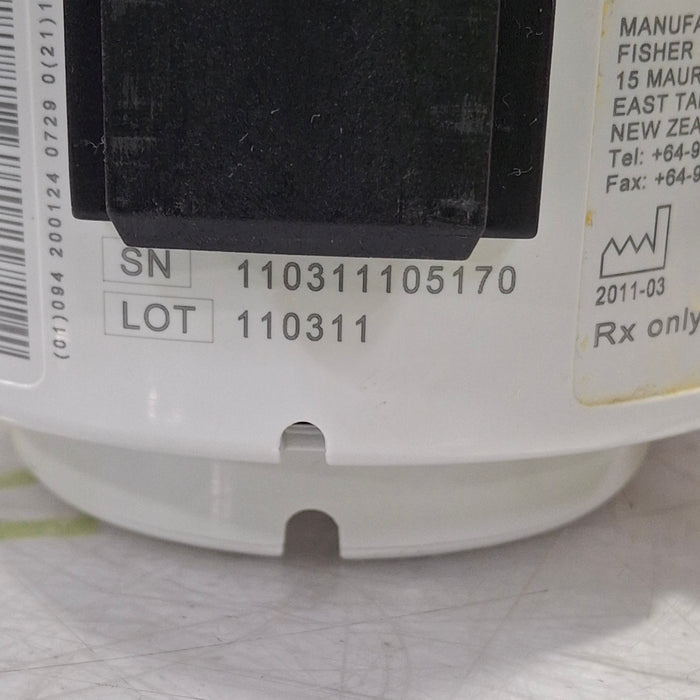 (01)094 200124 0729 0(21)1
SN 110311105170
LOT 110311
MANUFA
FISHER
15 MAUR
EAST TA
NEW ZEA
Tel: +64-9
Fax: +64-9
2011-03
Rx only